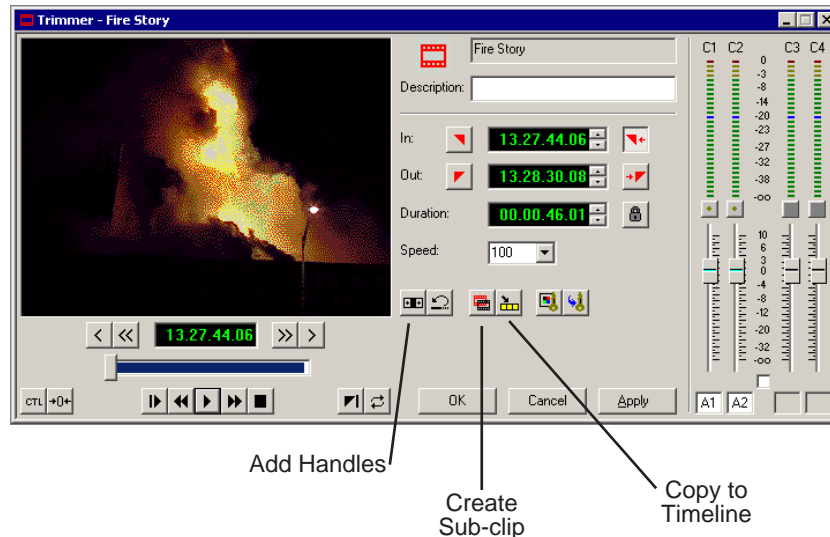 Trimmer - Fire Story
Fire Story
Description:
In:
13.27.44.06
Out:
13.28.30.08
Duration:
00.00.46.01
Speed:
100
13.27.44.06
CTL
OK
Cancel
Apply
C1 C2 C3 C4
0
-3
-8
-14
-20
-23
-27
-32
-38
-oo
10
6
3
0
-4
-8
-12
-20
-32
-oo
A1 A2
Add Handles
Create
Sub-clip
Copy to
Timeline